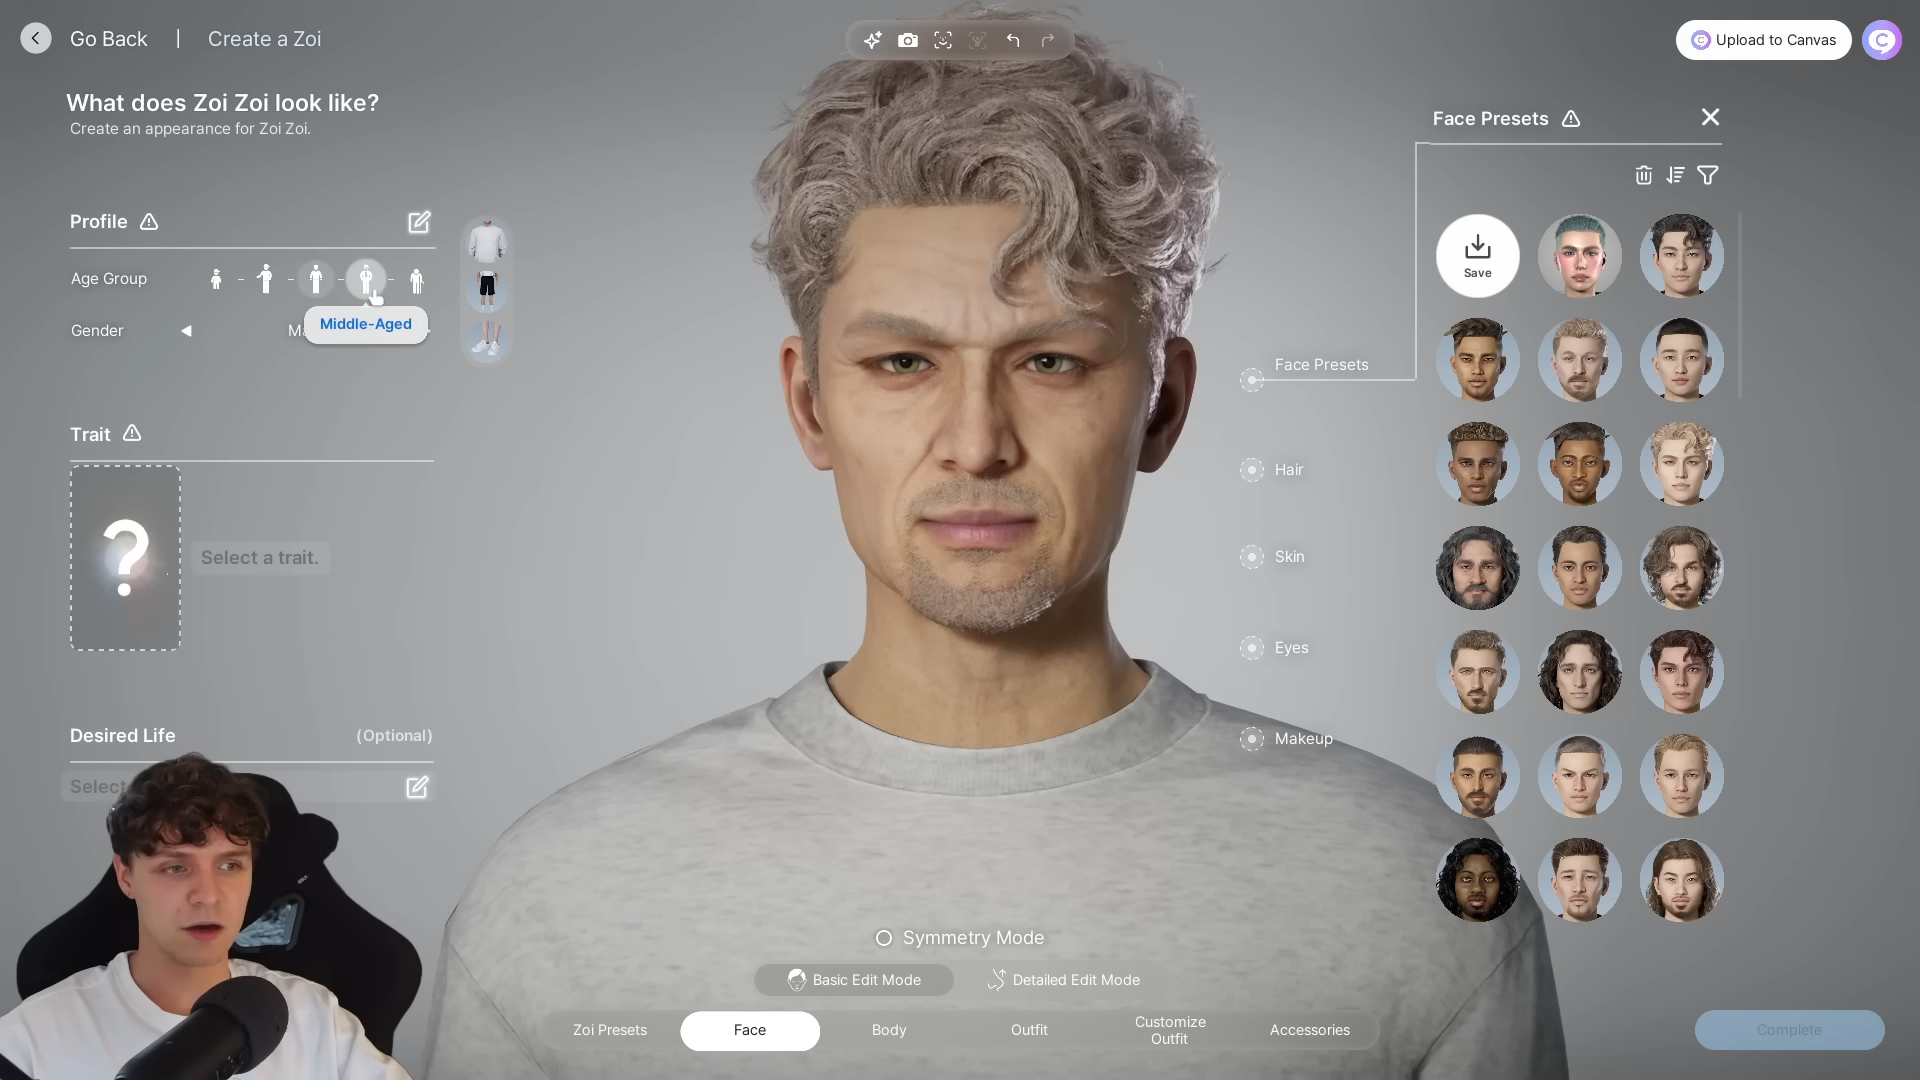 Go Back | Create a Zoi
Upload to Canvas
What does Zoi Zoi look like?
Create an appearance for Zoi Zoi.
Profile
Age Group
Middle-Aged
Gender
Ma
Trait
Select a trait.
Desired Life (Optional)
Select
Face Presets
Save
Face Presets
Hair
Skin
Eyes
Makeup
Symmetry Mode
Basic Edit Mode
Detailed Edit Mode
Zoi Presets
Face
Body
Outfit
Customize
Outfit
Accessories
Complete